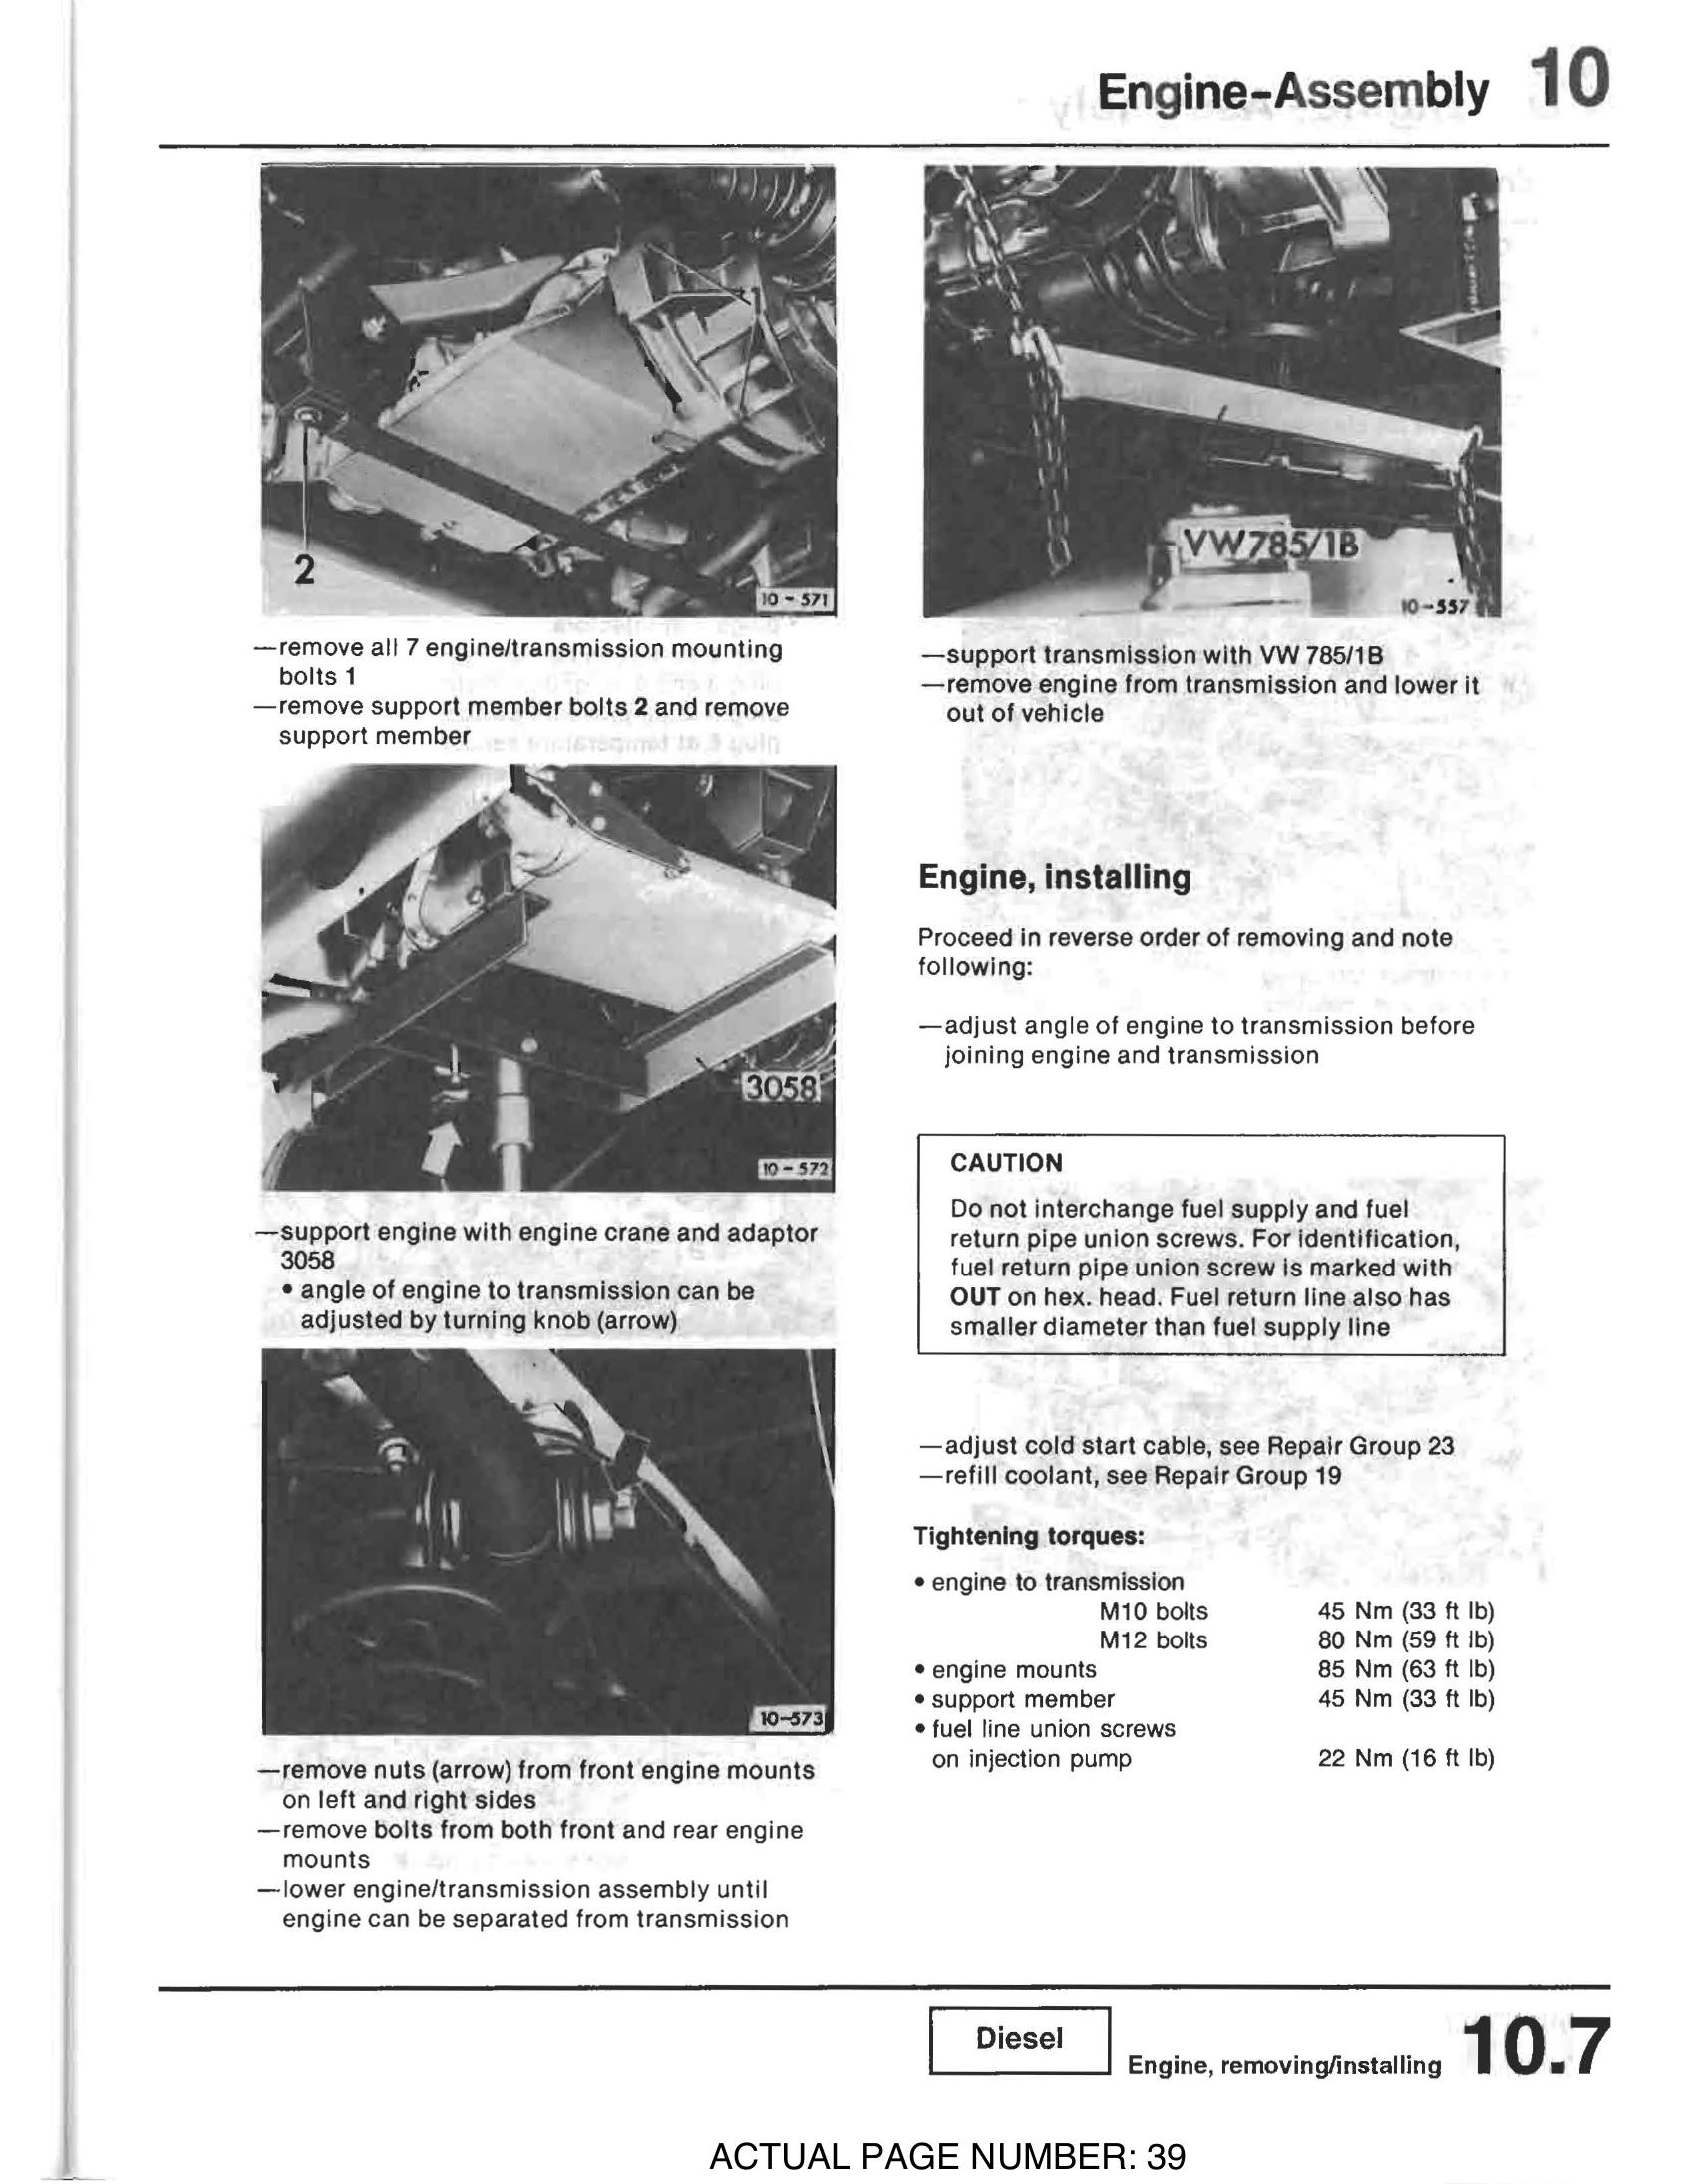 Engine-Assembly 10
1
2
10 - 571
—remove all 7 engine/transmission mounting
bolts 1
—remove support member bolts 2 and remove
support member
3058
10 - 572
—support engine with engine crane and adaptor
3058
• angle of engine to transmission can be
adjusted by turning knob (arrow)
10-573
—remove nuts (arrow) from front engine mounts
on left and right sides
—remove bolts from both front and rear engine
mounts
—lower engine/transmission assembly until
engine can be separated from transmission
VW785/1B
10-557
—support transmission with VW 785/1B
—remove engine from transmission and lower it
out of vehicle
Engine, installing
Proceed in reverse order of removing and note
following:
—adjust angle of engine to transmission before
joining engine and transmission
CAUTION
Do not interchange fuel supply and fuel
return pipe union screws. For identification,
fuel return pipe union screw is marked with
OUT on hex. head. Fuel return line also has
smaller diameter than fuel supply line
—adjust cold start cable, see Repair Group 23
—refill coolant, see Repair Group 19
Tightening torques:
• engine to transmission
M10 bolts 45 Nm (33 ft lb)
M12 bolts 80 Nm (59 ft lb)
• engine mounts 85 Nm (63 ft lb)
• support member 45 Nm (33 ft lb)
• fuel line union screws
on injection pump 22 Nm (16 ft lb)
Diesel
Engine, removing/installing 10.7
ACTUAL PAGE NUMBER: 39